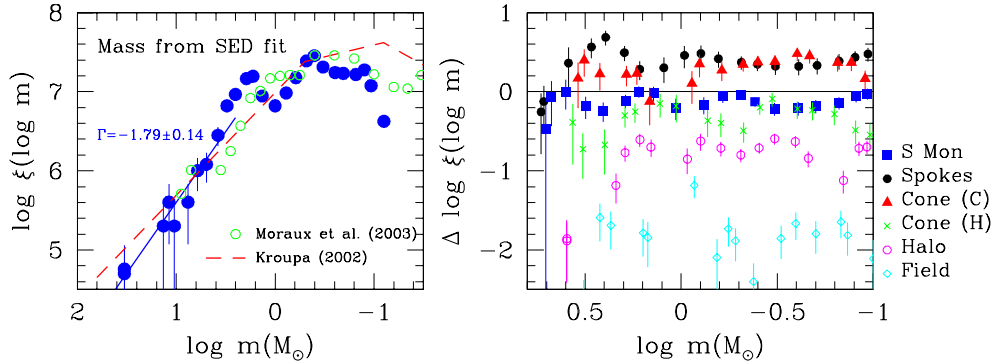 8
7
6
5
log ξ(log m)
Mass from SED fit
Γ=−1.79±0.14
Moraux et al. (2003)
Kroupa (2002)
2 1 0 −1
log m(M⊙)
1
0
−1
−2
Δ log ξ(log m)
0.5 0 −0.5 −1
log m(M⊙)
S Mon
Spokes
Cone (C)
Cone (H)
Halo
Field